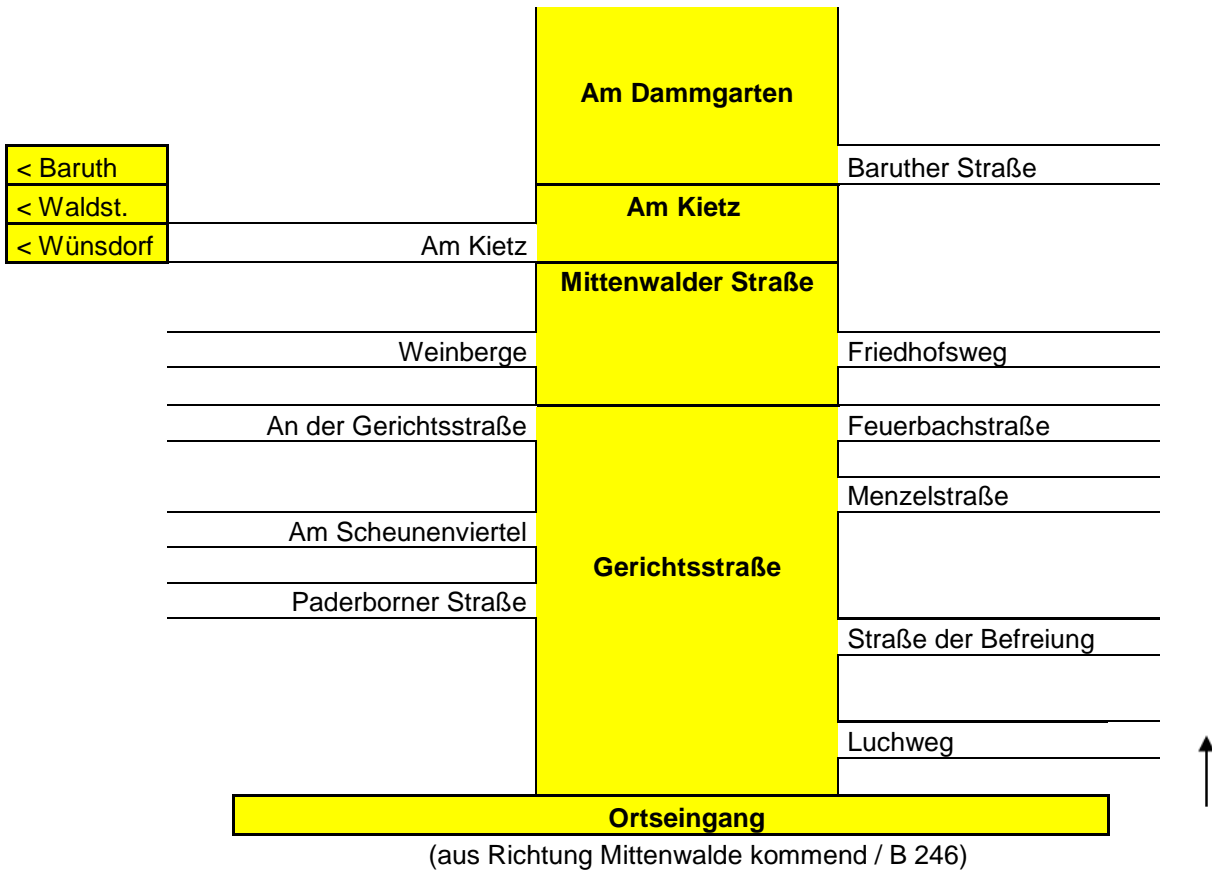 Am Dammgarten
< Baruth
Baruther Straße
< Waldst.
Am Kietz
< Wünsdorf
Am Kietz
Mittenwalder Straße
Weinberge
Friedhofsweg
An der Gerichtsstraße
Feuerbachstraße
Menzelstraße
Am Scheunenviertel
Gerichtsstraße
Paderborner Straße
Straße der Befreiung
Luchweg
Ortseingang
(aus Richtung Mittenwalde kommend / B 246)